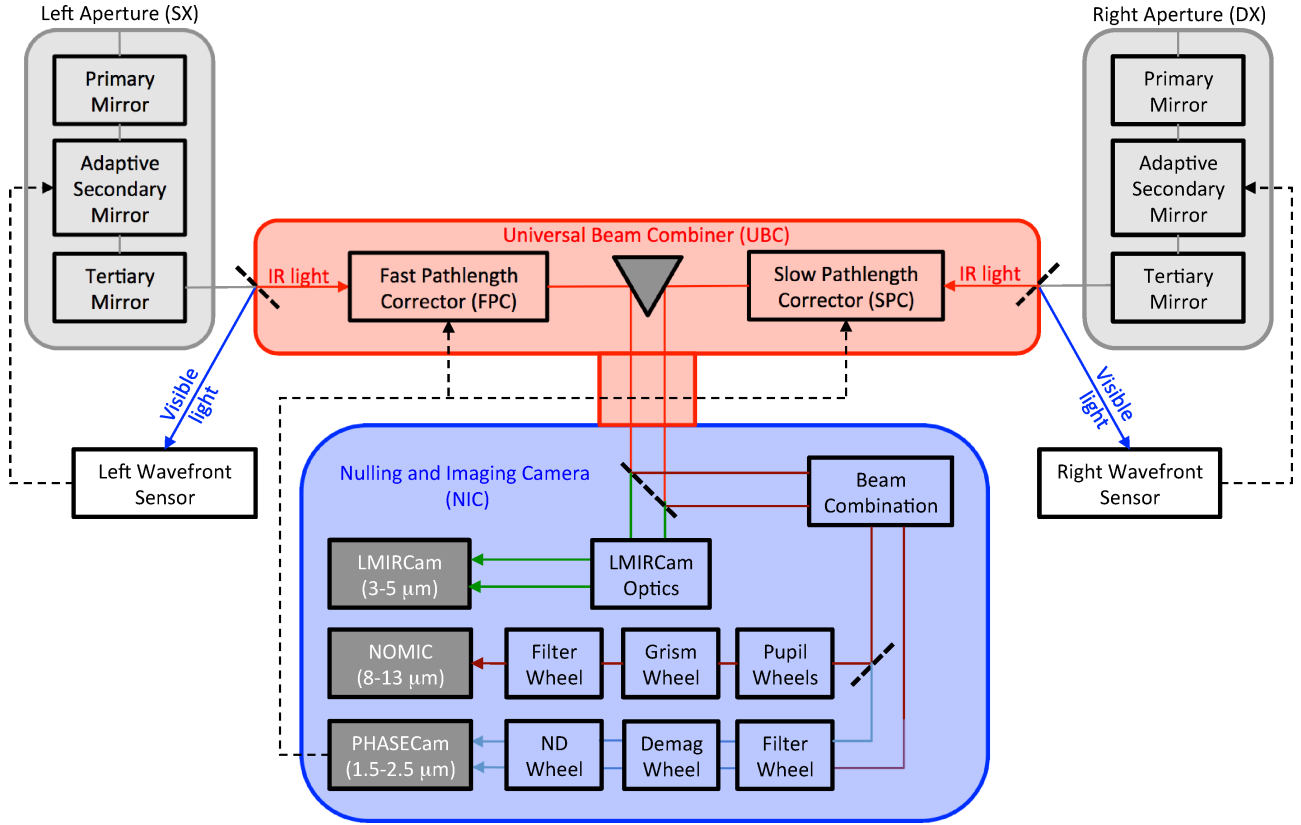 Left Aperture (SX)
Right Aperture (DX)
Primary
Mirror
Adaptive
Secondary
Mirror
Tertiary
Mirror
Primary
Mirror
Adaptive
Secondary
Mirror
Tertiary
Mirror
Universal Beam Combiner (UBC)
IR light
Fast Pathlength
Corrector (FPC)
Slow Pathlength
Corrector (SPC)
IR light
Visible
light
Visible
light
Left Wavefront
Sensor
Right Wavefront
Sensor
Nulling and Imaging Camera
(NIC)
Beam
Combination
LMIRCam
(3-5 μm)
LMIRCam
Optics
NOMIC
(8-13 μm)
Filter
Wheel
Grism
Wheel
Pupil
Wheels
PHASECam
(1.5-2.5 μm)
ND
Wheel
Demag
Wheel
Filter
Wheel